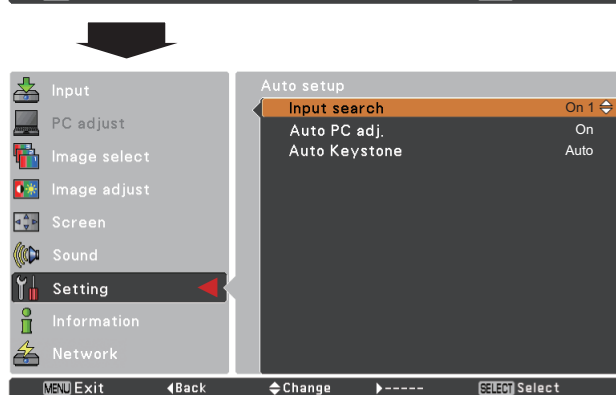 Input
PC adjust
Image select
Image adjust
Screen
Sound
Setting
Information
Network
Auto setup
Input search On 1
Auto PC adj. On
Auto Keystone Auto
MENU Exit Back Change ----- SELECT Select